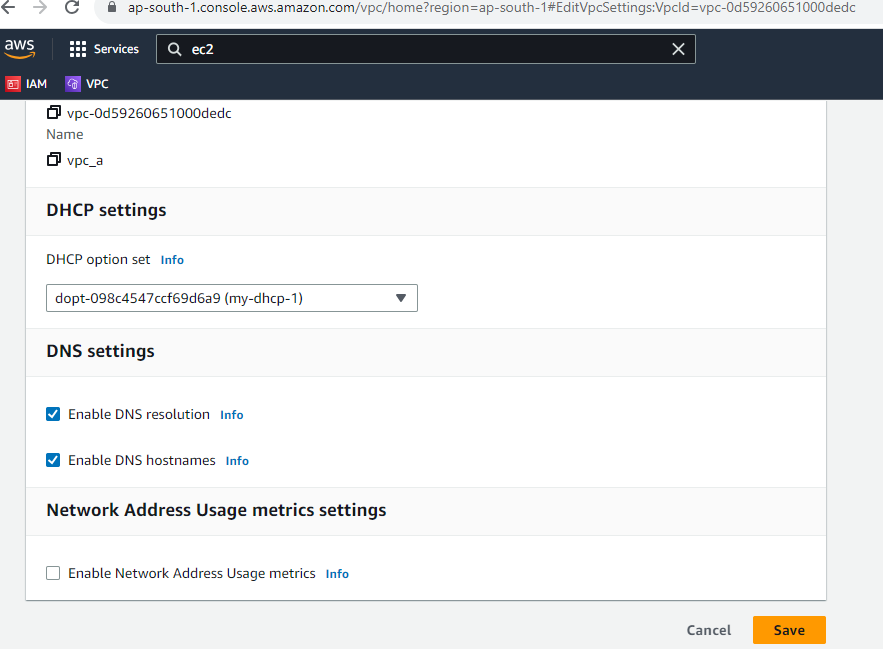 ap-south-1.console.aws.amazon.com/vpc/home?region=ap-south-1#EditVpcSettings:VpcId=vpc-0d59260651000dedc
aws Services ec2
IAM VPC
vpc-0d59260651000dedc
Name
vpc_a
DHCP settings
DHCP option set Info
dopt-098c4547ccf69d6a9 (my-dhcp-1)
DNS settings
Enable DNS resolution Info
Enable DNS hostnames Info
Network Address Usage metrics settings
Enable Network Address Usage metrics Info
Cancel Save